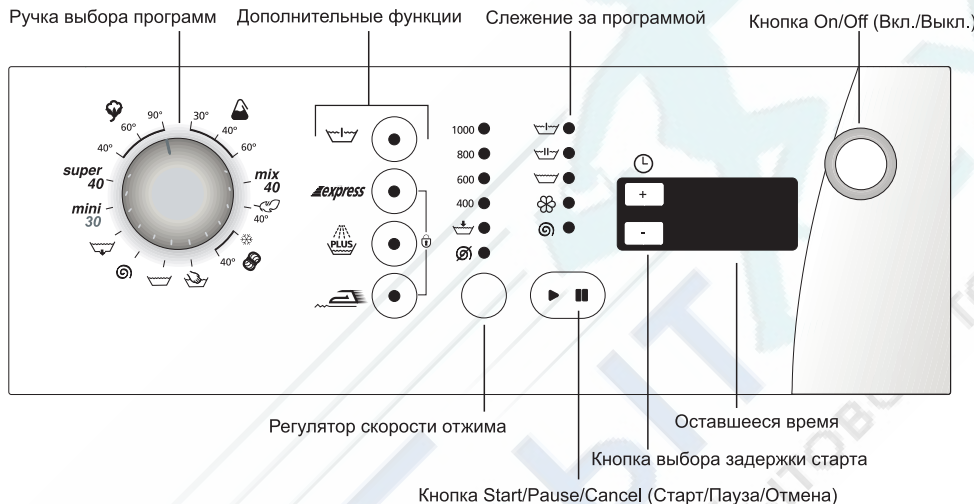 Ручка выбора программ
Дополнительные функции
Слежение за программой
Кнопка On/Off (Вкл./Выкл.)
90° 30°
60° 40°
40° 60°
super 40
mix 40
mini 30
40°
40°
express
PLUS
1000
800
600
400
+
-
Регулятор скорости отжима
Оставшееся время
Кнопка выбора задержки старта
Кнопка Start/Pause/Cancel (Старт/Пауза/Отмена)